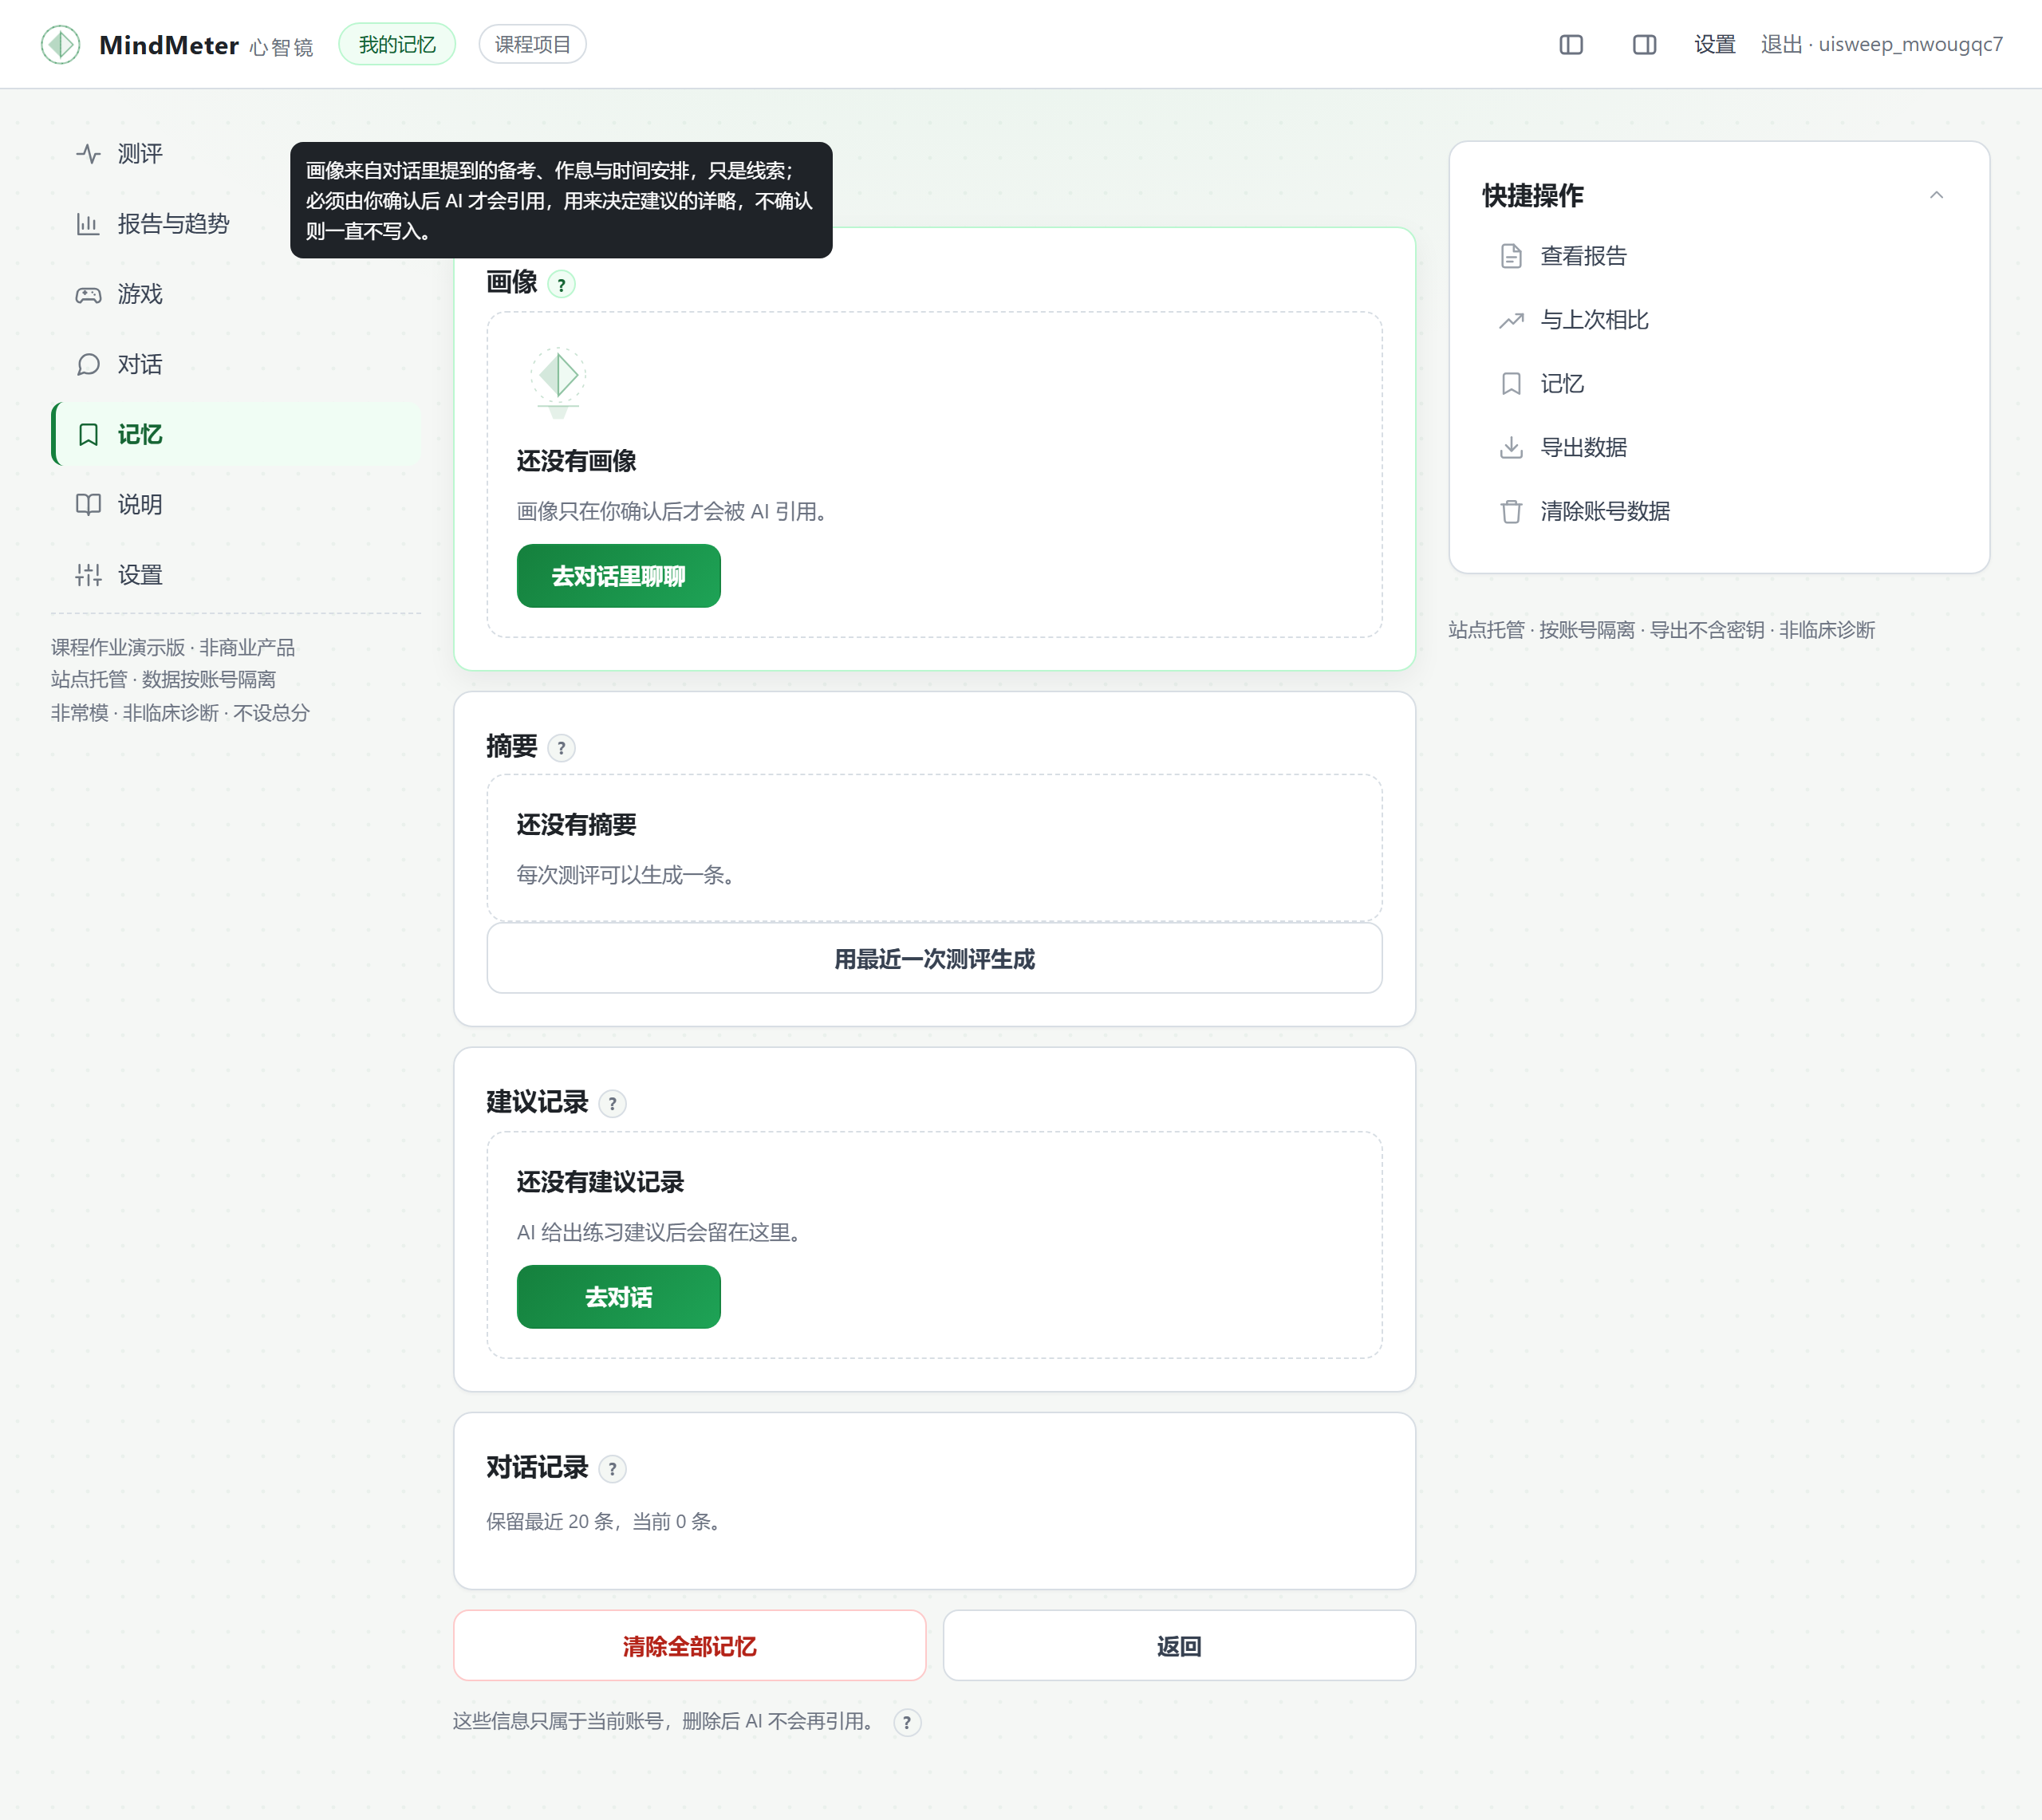 MindMeter 心智镜
我的记忆
课程项目
设置
退出 · uisweep_mwougqc7
测评
报告与趋势
游戏
对话
记忆
说明
设置
课程作业演示版 · 非商业产品
站点托管 · 数据按账号隔离
非常模 · 非临床诊断 · 不设总分
画像来自对话里提到的备考、作息与时间安排，只是线索；
必须由你确认后 AI 才会引用，用来决定建议的详略，不确认
则一直不写入。
画像 ?
还没有画像
画像只在你确认后才会被 AI 引用。
去对话里聊聊
摘要 ?
还没有摘要
每次测评可以生成一条。
用最近一次测评生成
建议记录 ?
还没有建议记录
AI 给出练习建议后会留在这里。
去对话
对话记录 ?
保留最近 20 条，当前 0 条。
清除全部记忆
返回
这些信息只属于当前账号，删除后 AI 不会再引用。 ?
快捷操作
查看报告
与上次相比
记忆
导出数据
清除账号数据
站点托管 · 按账号隔离 · 导出不含密钥 · 非临床诊断